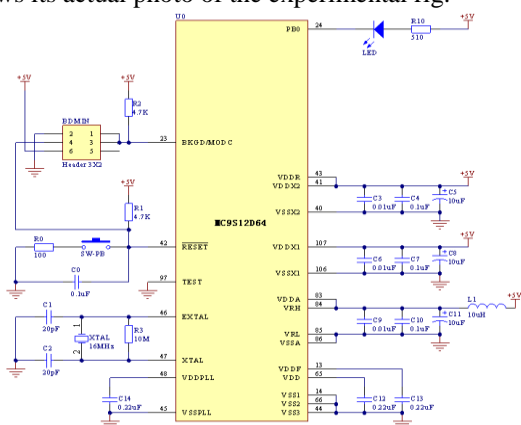 ws its actual photo of the experimental rig.
U0
PB0
24
LED
R10
510
+5V
+5V
+5V
R2
4.7K
BDMIN
2 1
4 3
6 5
Header 3X2
23
BKGD/MODC
+5V
R1
4.7K
R0
100
SW-PB
42
RESET
C0
0.1uF
97
TEST
MC9S12D64
C1
20pF
46
EXTAL
1
XTAL
16MHz
2
R3
10M
C2
20pF
47
XTAL
48
VDDPLL
C14
0.22uF
45
VSSPLL
VDDR
43
VDDX2
41
+5V
C3
0.01uF
C4
0.1uF
C5
10uF
VSSX2
40
VDDX1
107
+5V
C6
0.01uF
C7
0.1uF
C8
10uF
VSSX1
106
VDDA
83
VRH
84
L1
10uH
+5V
C9
0.01uF
C10
0.1uF
C11
10uF
VRL
85
VSSA
86
VDDF
13
VDD
65
VSS1
14
VSS2
66
VSS3
44
C12
0.22uF
C13
0.22uF